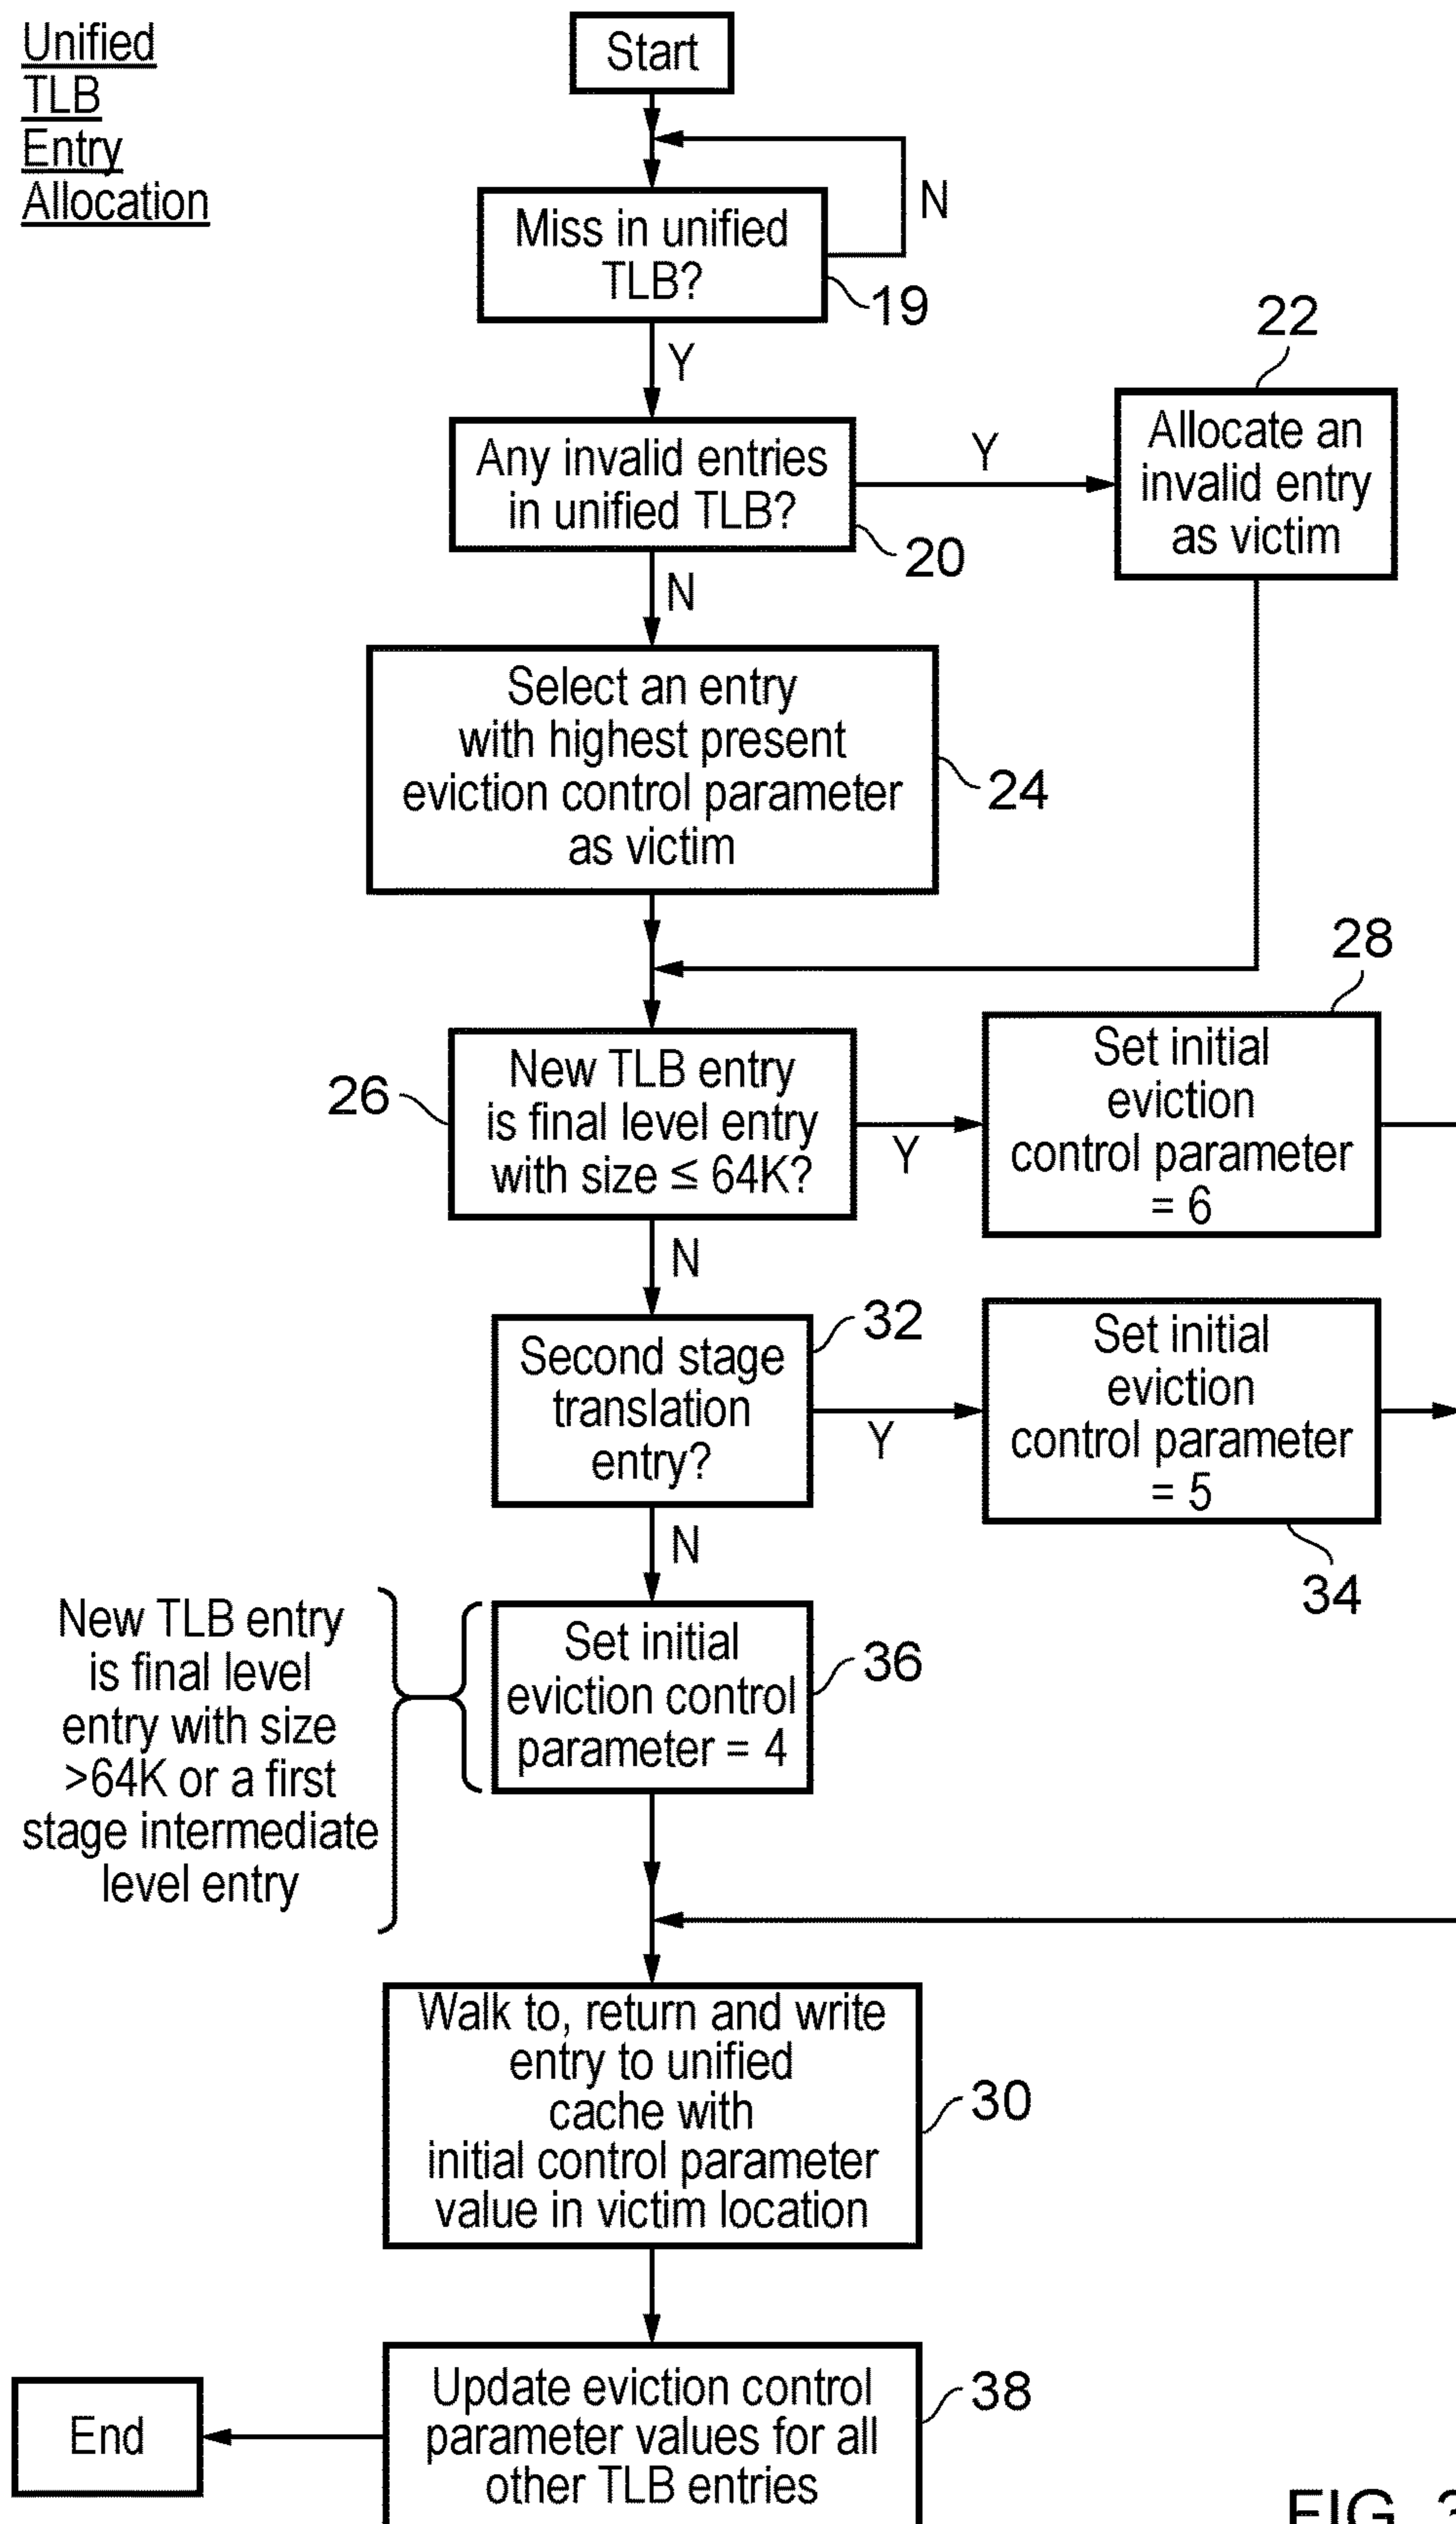 Unified
TLB
Entry
Allocation
Start
N
Miss in unified
TLB?
19
Y
22
Any invalid entries
in unified TLB?
Y
20
Allocate an
invalid entry
as victim
N
Select an entry
with highest present
eviction control parameter
as victim
24
28
26
New TLB entry
is final level entry
with size ≤ 64K?
Y
Set initial
eviction
control parameter
= 6
N
32
Second stage
translation
entry?
Y
Set initial
eviction
control parameter
= 5
34
N
New TLB entry
is final level
entry with size
>64K or a first
stage intermediate
level entry
Set initial
eviction control
parameter = 4
36
Walk to, return and write
entry to unified
cache with
initial control parameter
value in victim location
30
Update eviction control
parameter values for all
other TLB entries
38
End
FIG.